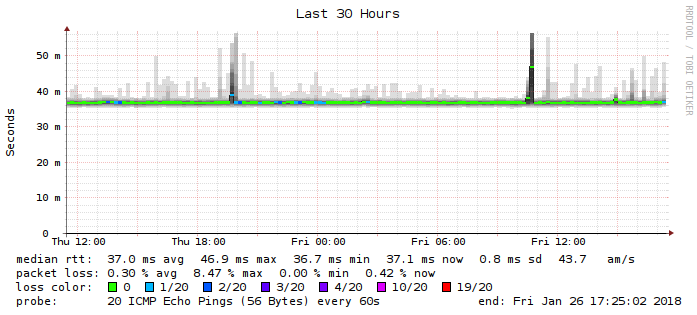 Last 30 Hours
RRDTOOL / TOBI OETIKER
Seconds
50 m
40 m
30 m
20 m
10 m
0
Thu 12:00 Thu 18:00 Fri 00:00 Fri 06:00 Fri 12:00
median rtt: 37.0 ms avg 46.9 ms max 36.7 ms min 37.1 ms now 0.8 ms sd 43.7 am/s
packet loss: 0.30 % avg 8.47 % max 0.00 % min 0.42 % now
loss color: 0 1/20 2/20 3/20 4/20 10/20 19/20
probe: 20 ICMP Echo Pings (56 Bytes) every 60s end: Fri Jan 26 17:25:02 2018